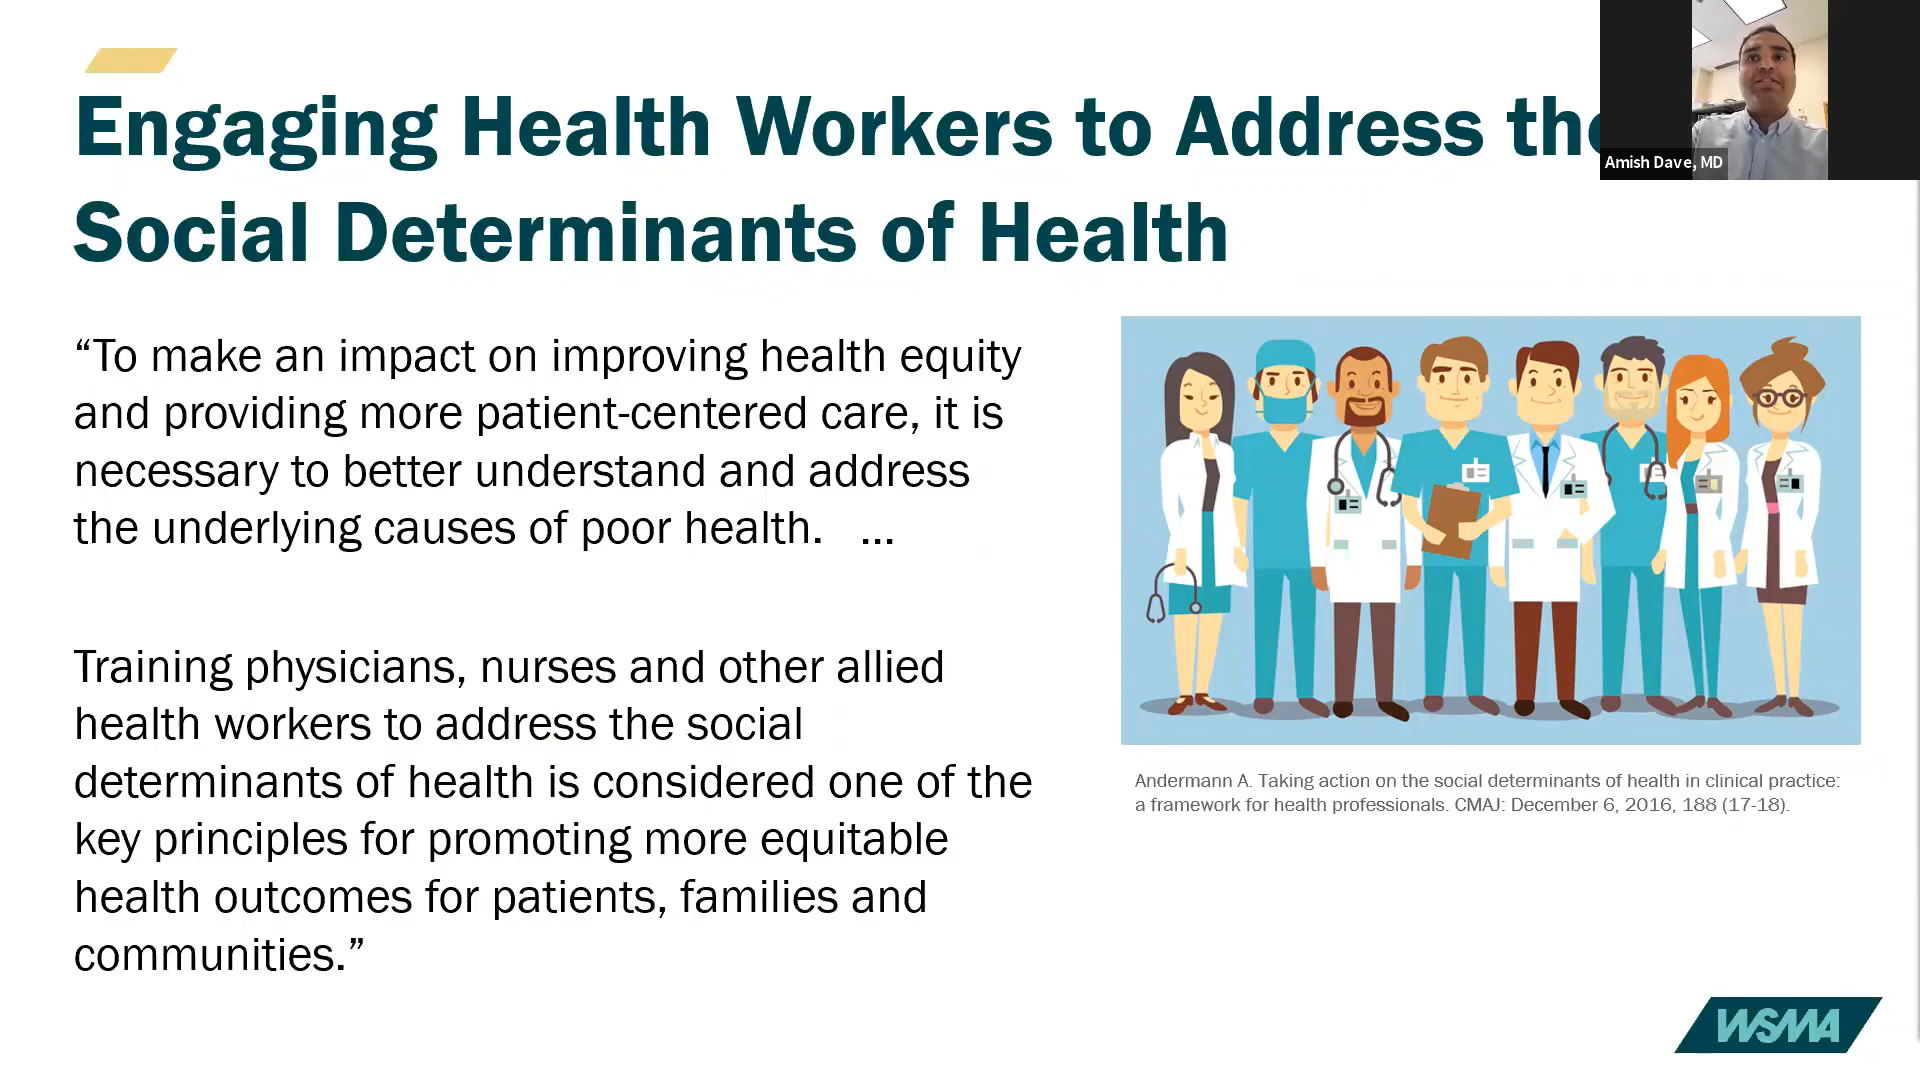 Engaging Health Workers to Address the
Social Determinants of Health
Amish Dave, MD
“To make an impact on improving health equity
and providing more patient-centered care, it is
necessary to better understand and address
the underlying causes of poor health.   ...
Training physicians, nurses and other allied
health workers to address the social
determinants of health is considered one of the
key principles for promoting more equitable
health outcomes for patients, families and
communities.”
Andermann A. Taking action on the social determinants of health in clinical practice:
a framework for health professionals. CMAJ: December 6, 2016, 188 (17-18).
WSMA